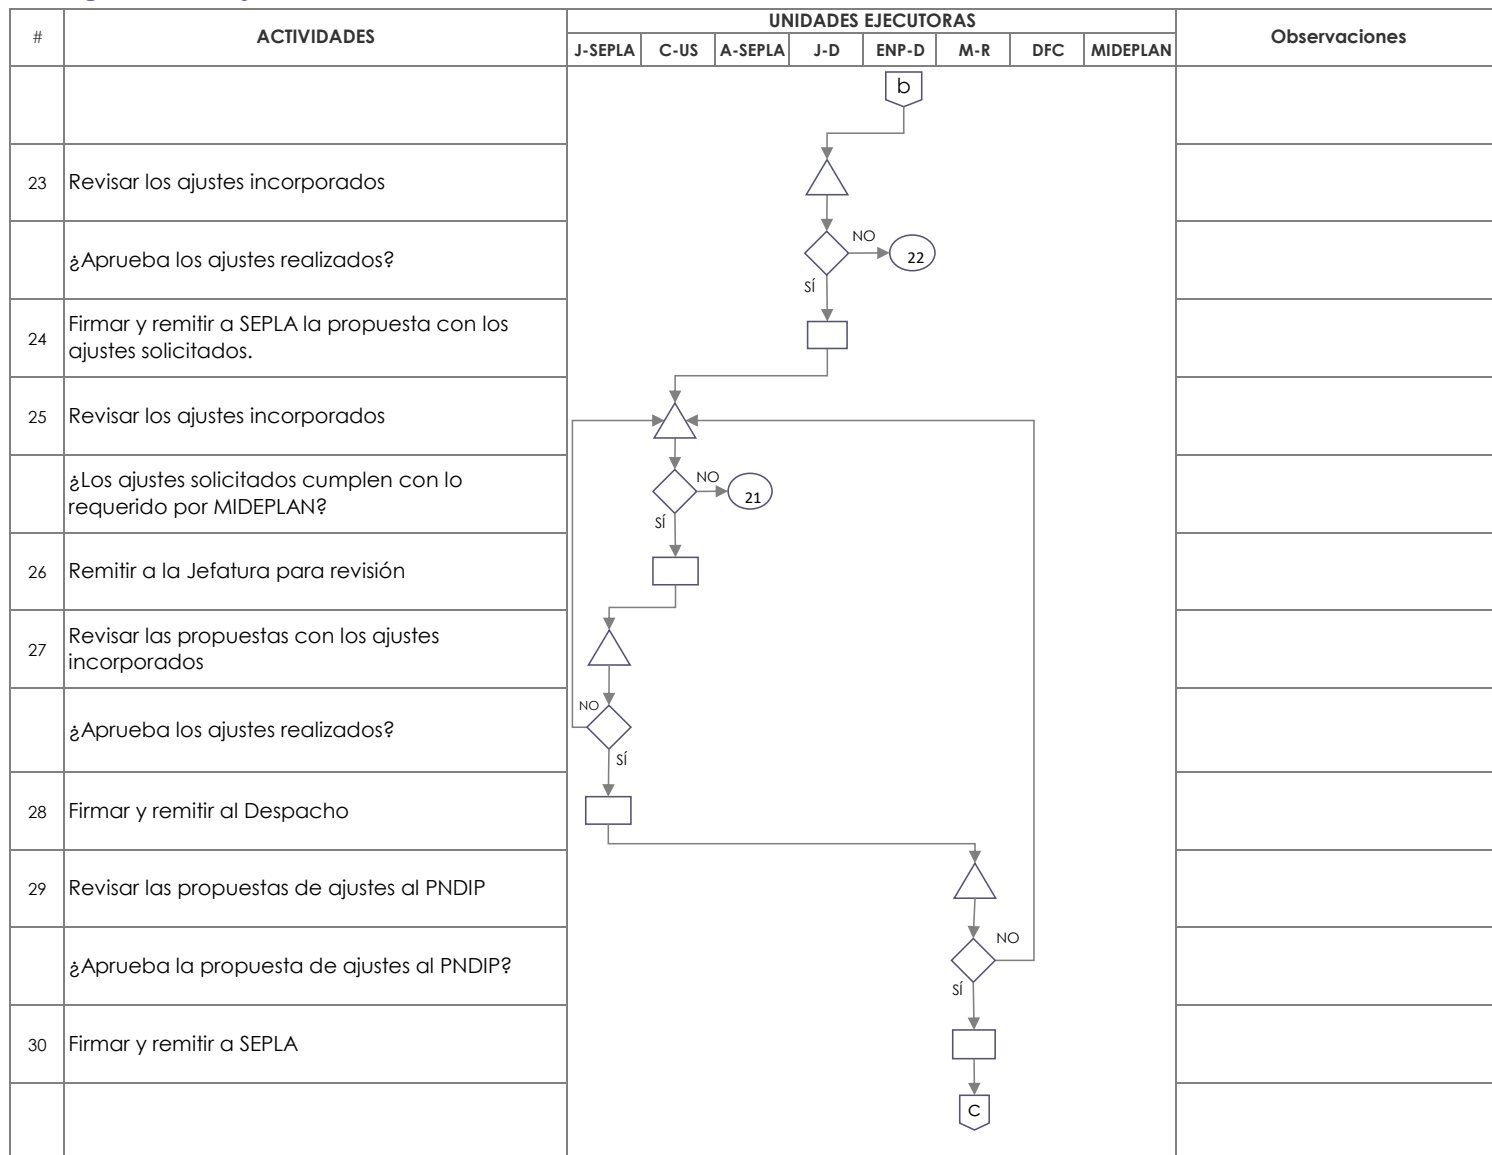 #
ACTIVIDADES
UNIDADES EJECUTORAS
Observaciones
J-SEPLA C-US A-SEPLA J-D ENP-D M-R DFC MIDEPLAN
b
23 Revisar los ajustes incorporados
¿Aprueba los ajustes realizados?
NO
22
SÍ
24 Firmar y remitir a SEPLA la propuesta con los
ajustes solicitados.
25 Revisar los ajustes incorporados
¿Los ajustes solicitados cumplen con lo
requerido por MIDEPLAN?
NO
21
SÍ
26 Remitir a la Jefatura para revisión
27 Revisar las propuestas con los ajustes
incorporados
¿Aprueba los ajustes realizados?
NO
SÍ
28 Firmar y remitir al Despacho
29 Revisar las propuestas de ajustes al PNDIP
¿Aprueba la propuesta de ajustes al PNDIP?
NO
SÍ
30 Firmar y remitir a SEPLA
C